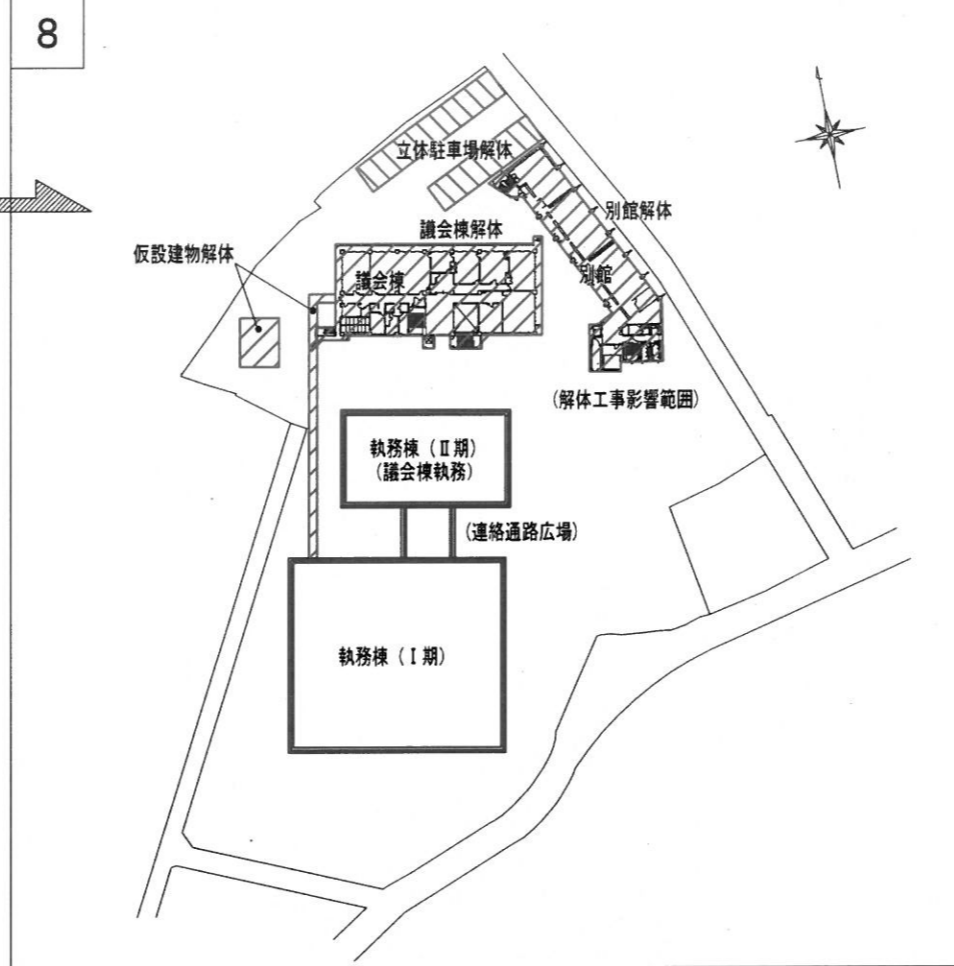 8
立体駐車場解体
別館解体
議会棟解体
仮設建物解体
議会棟
別館
(解体工事影響範囲)
執務棟（Ⅱ期）
(議会棟執務)
(連絡通路広場)
執務棟（Ⅰ期）